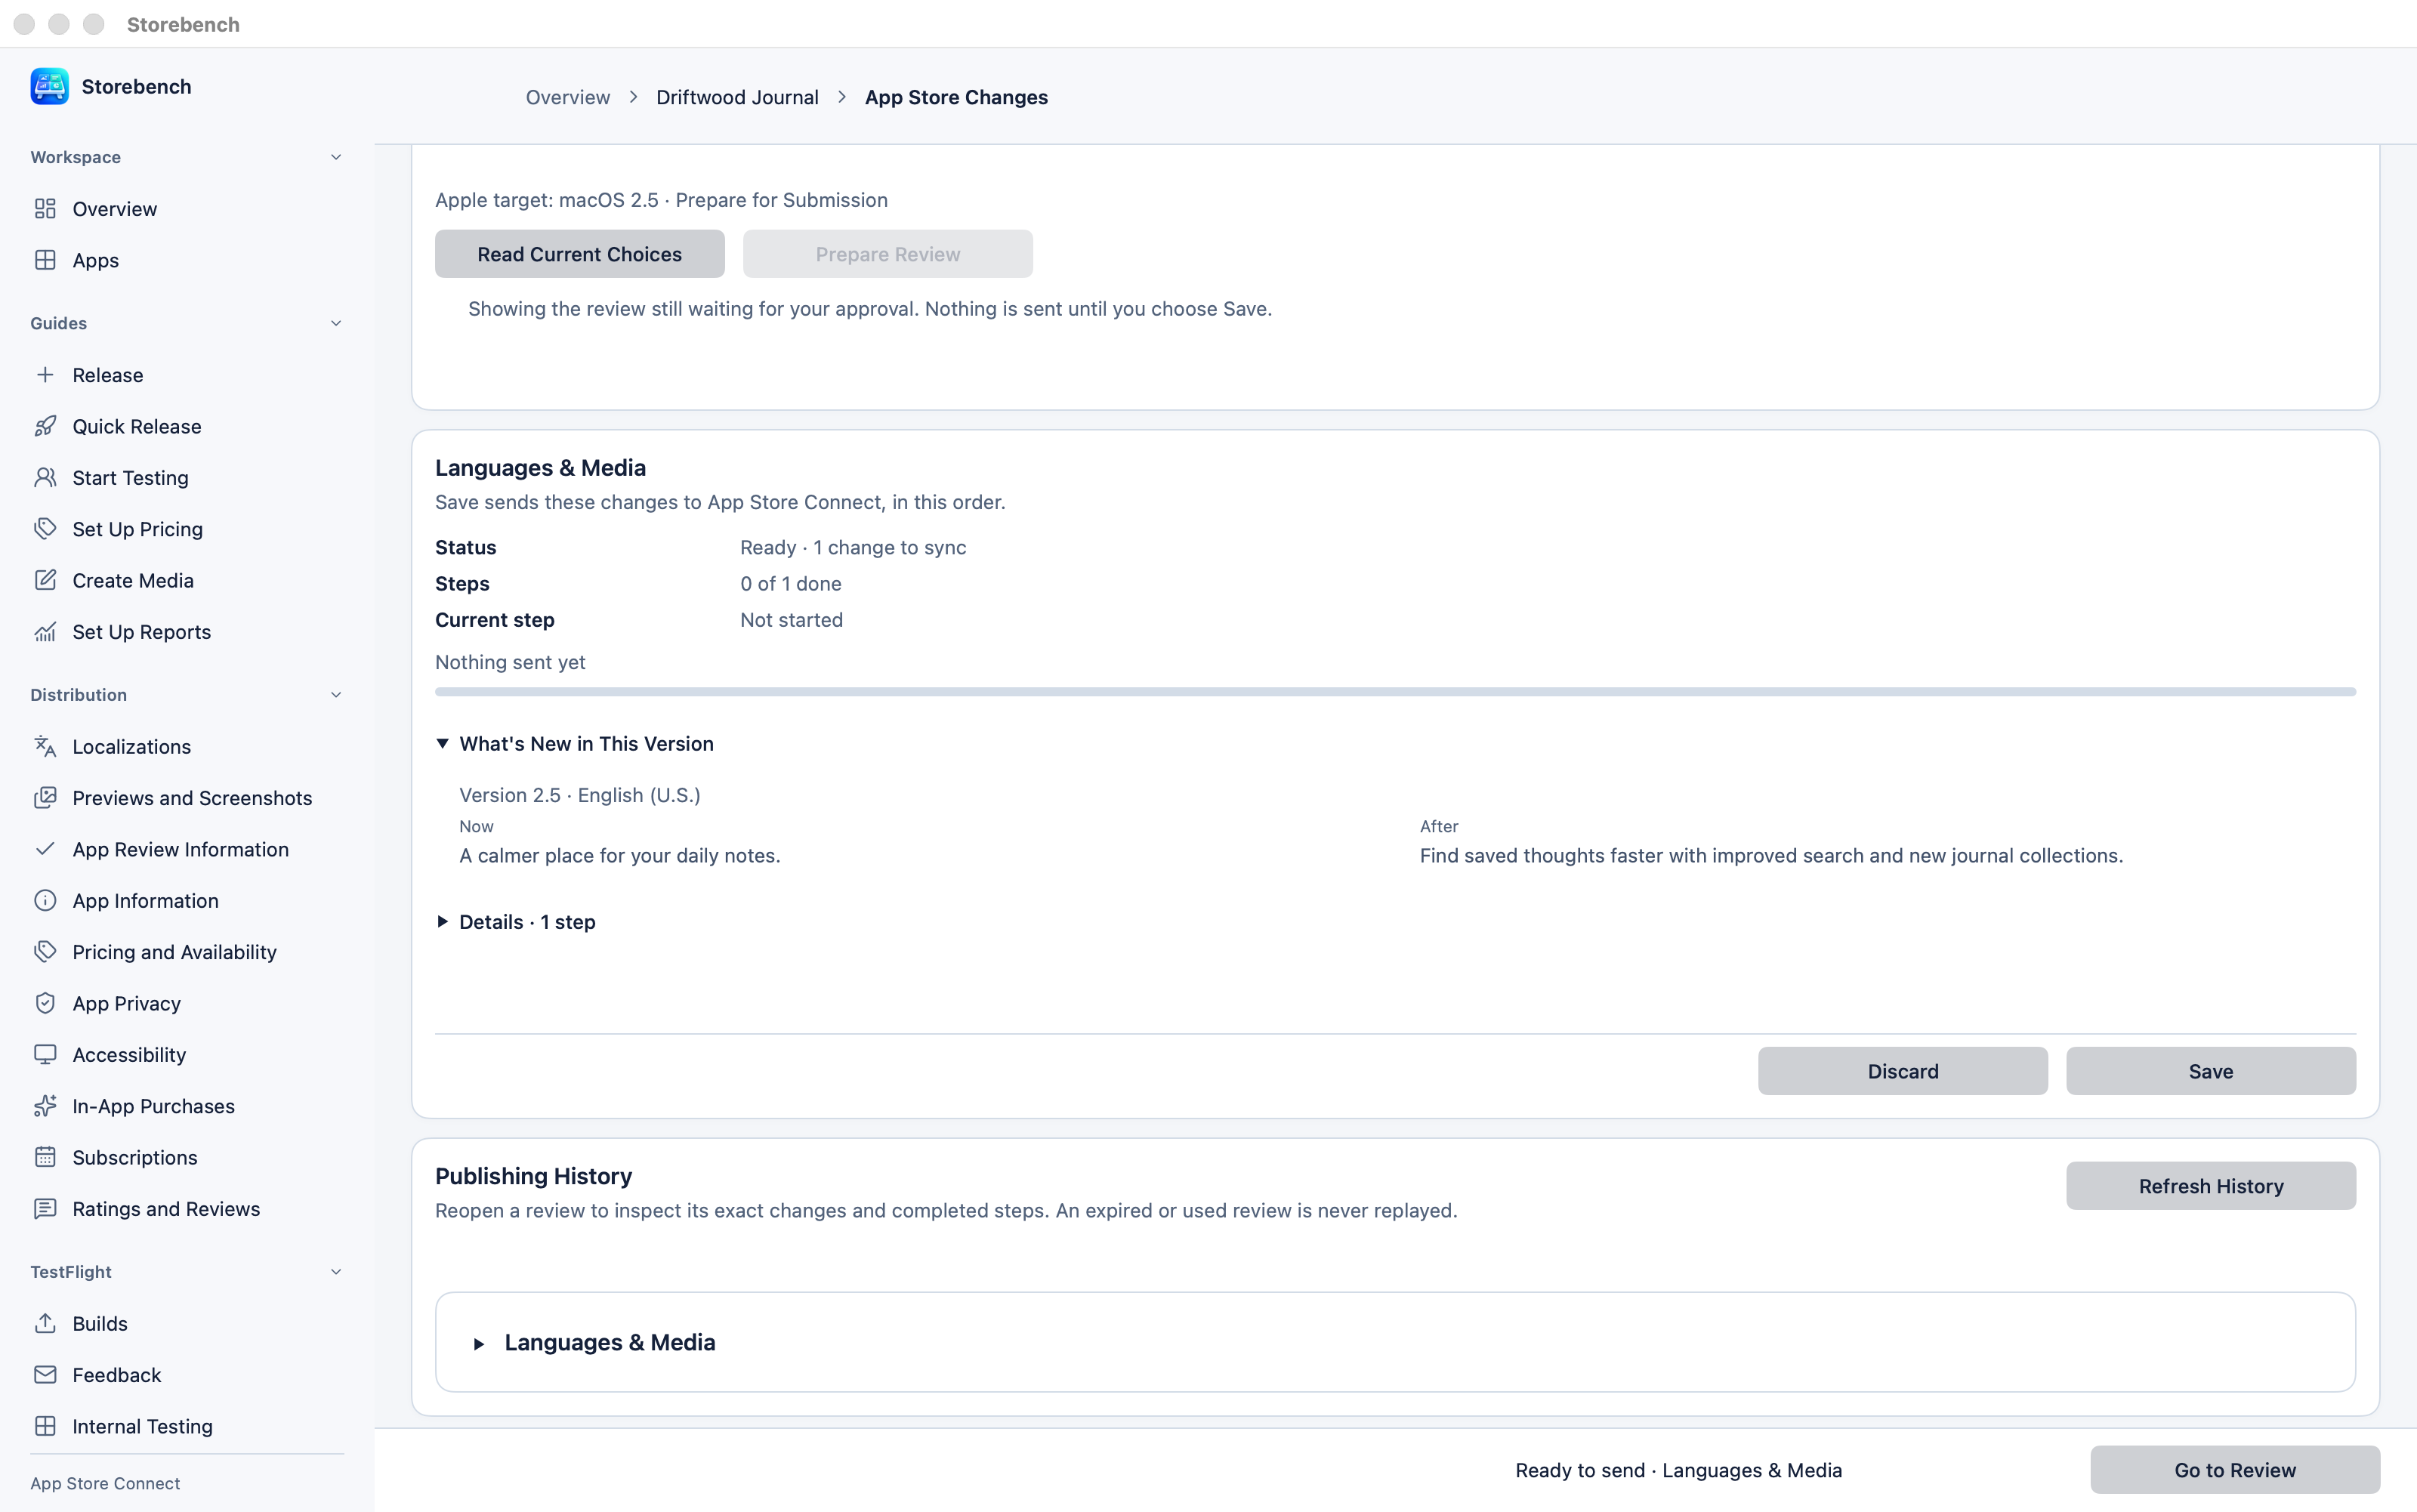 Storebench
Storebench
Workspace
Overview
Apps
Guides
Release
Quick Release
Start Testing
Set Up Pricing
Create Media
Set Up Reports
Distribution
Localizations
Previews and Screenshots
App Review Information
App Information
Pricing and Availability
App Privacy
Accessibility
In-App Purchases
Subscriptions
Ratings and Reviews
TestFlight
Builds
Feedback
Internal Testing
App Store Connect
Overview > Driftwood Journal > App Store Changes
Apple target: macOS 2.5 · Prepare for Submission
Read Current Choices Prepare Review
Showing the review still waiting for your approval. Nothing is sent until you choose Save.
Languages & Media
Save sends these changes to App Store Connect, in this order.
Status Ready · 1 change to sync
Steps 0 of 1 done
Current step Not started
Nothing sent yet
What's New in This Version
Version 2.5 · English (U.S.)
Now
A calmer place for your daily notes.
After
Find saved thoughts faster with improved search and new journal collections.
Details · 1 step
Discard Save
Publishing History
Refresh History
Reopen a review to inspect its exact changes and completed steps. An expired or used review is never replayed.
Languages & Media
Ready to send · Languages & Media Go to Review